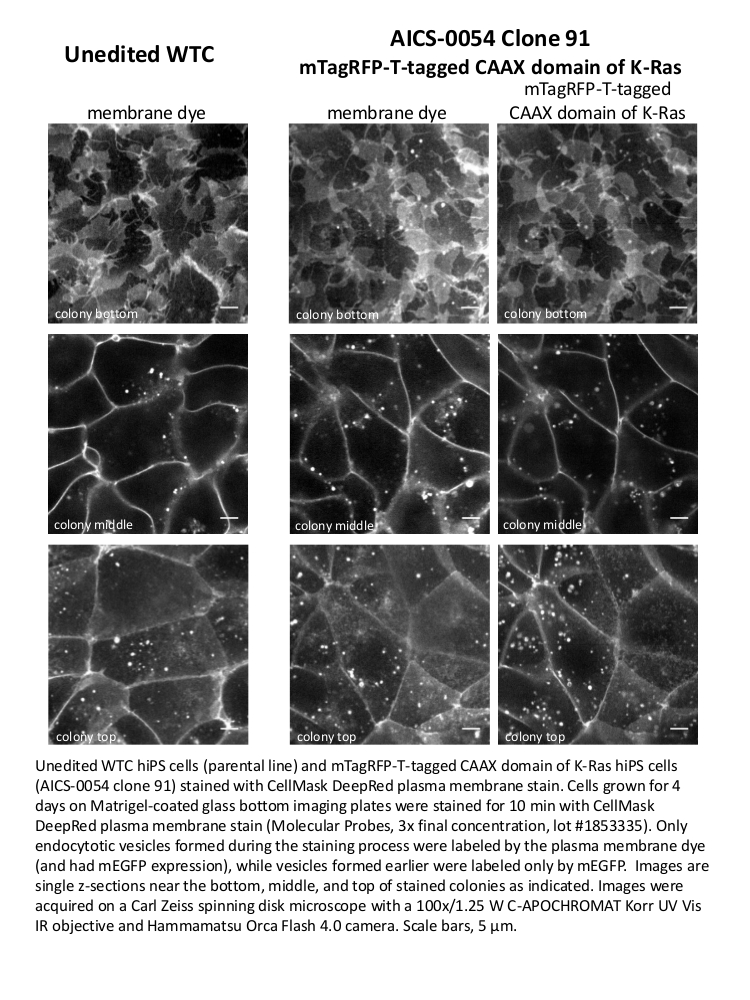 Unedited WTC
AICS-0054 Clone 91
mTagRFP-T-tagged CAAX domain of K-Ras
membrane dye
membrane dye
mTagRFP-T-tagged
CAAX domain of K-Ras
colony bottom
colony bottom
colony bottom
colony middle
colony middle
colony middle
colony top
colony top
colony top
Unedited WTC hiPS cells (parental line) and mTagRFP-T-tagged CAAX domain of K-Ras hiPS cells
(AICS-0054 clone 91) stained with CellMask DeepRed plasma membrane stain. Cells grown for 4
days on Matrigel-coated glass bottom imaging plates were stained for 10 min with CellMask
DeepRed plasma membrane stain (Molecular Probes, 3x final concentration, lot #1853335). Only
endocytotic vesicles formed during the staining process were labeled by the plasma membrane dye
(and had mEGFP expression), while vesicles formed earlier were labeled only by mEGFP.  Images are
single z-sections near the bottom, middle, and top of stained colonies as indicated. Images were
acquired on a Carl Zeiss spinning disk microscope with a 100x/1.25 W C-APOCHROMAT Korr UV Vis
IR objective and Hammamatsu Orca Flash 4.0 camera. Scale bars, 5 µm.